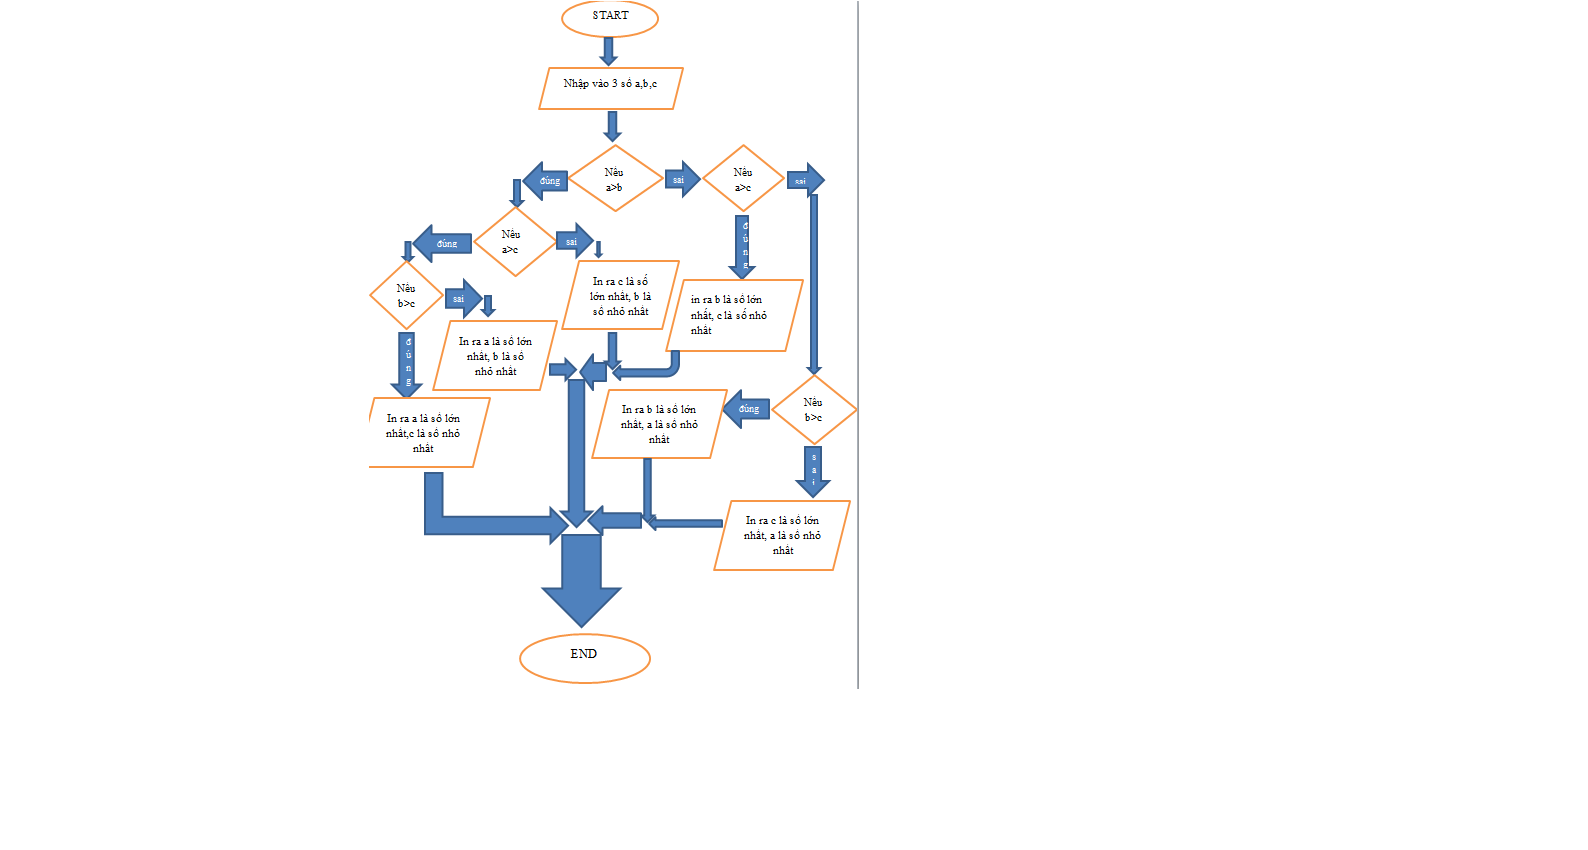 START
Nhập vào 3 số a,b,c
Nếu
a>b
đúng
sai
Nếu
a>c
sai
đúng
Nếu
a>c
đúng
sai
Nếu
b>c
sai
đúng
In ra c là số
lớn nhất, b là
số nhỏ nhất
in ra b là số lớn
nhất, c là số nhỏ
nhất
In ra a là số lớn
nhất, b là số
nhỏ nhất
In ra a là số lớn
nhất,c là số nhỏ
nhất
In ra b là số lớn
nhất, a là số nhỏ
nhất
đúng
Nếu
b>c
sai
In ra c là số lớn
nhất, a là số nhỏ
nhất
END